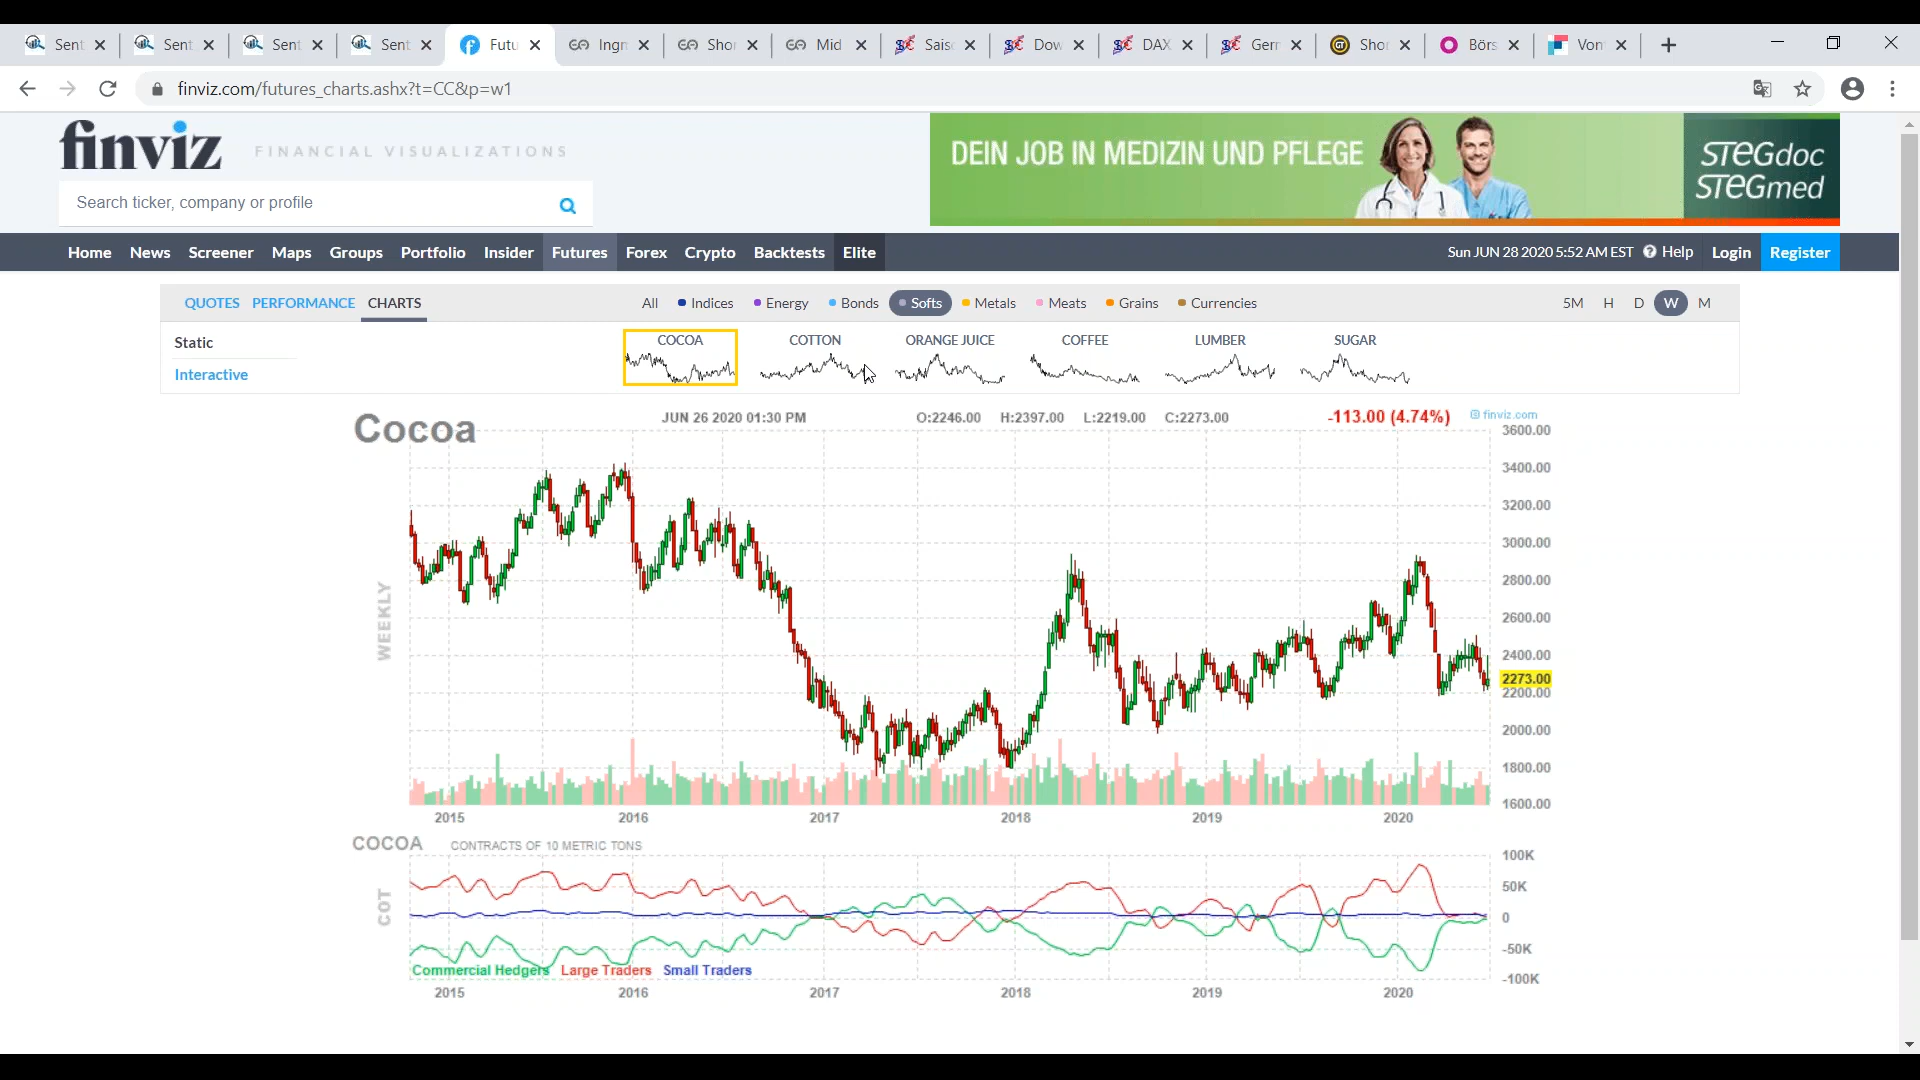 Sent Sent Sent Sent Futu Ingr Shor Mid Sais Dow DAX Gerr Shor Börs Von
finviz.com/futures_charts.ashx?t=CC&p=w1
finviz FINANCIAL VISUALIZATIONS
DEIN JOB IN MEDIZIN UND PFLEGE
STEGdoc
STEGmed
Search ticker, company or profile
Home News Screener Maps Groups Portfolio Insider Futures Forex Crypto Backtests Elite Sun JUN 28 2020 5:52 AM EST Help Login Register
QUOTES PERFORMANCE CHARTS All Indices Energy Bonds Softs Metals Meats Grains Currencies 5M H D W M
Static
Interactive
COCOA COTTON ORANGE JUICE COFFEE LUMBER SUGAR
Cocoa JUN 26 2020 01:30 PM O:2246.00 H:2397.00 L:2219.00 C:2273.00 -113.00 (4.74%) © finviz.com
3600.00
3400.00
3200.00
3000.00
2800.00
2600.00
2400.00
2273.00
2200.00
2000.00
1800.00
1600.00
WEEKLY
2015 2016 2017 2018 2019 2020
COCOA CONTRACTS OF 10 METRIC TONS
100K
50K
0
-50K
-100K
COT
Commercial Hedgers Large Traders Small Traders
2015 2016 2017 2018 2019 2020